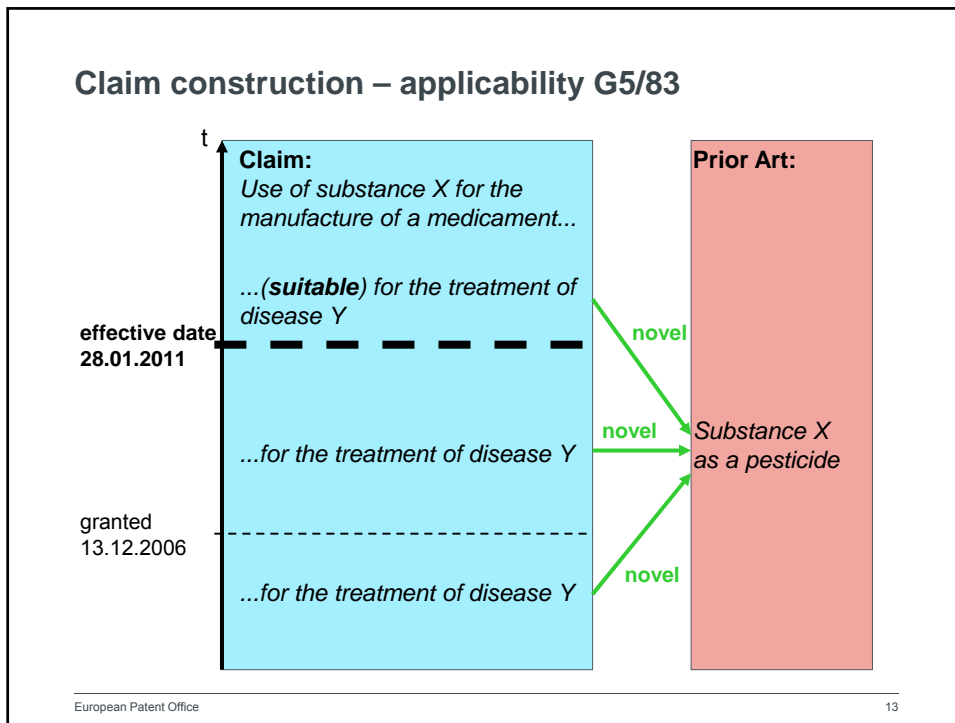 Claim construction – applicability G5/83
t
Claim:
Use of substance X for the
manufacture of a medicament...
...(suitable) for the treatment of
disease Y
effective date
28.01.2011
...for the treatment of disease Y
granted
13.12.2006
...for the treatment of disease Y
novel
novel
novel
Prior Art:
Substance X
as a pesticide
European Patent Office
13